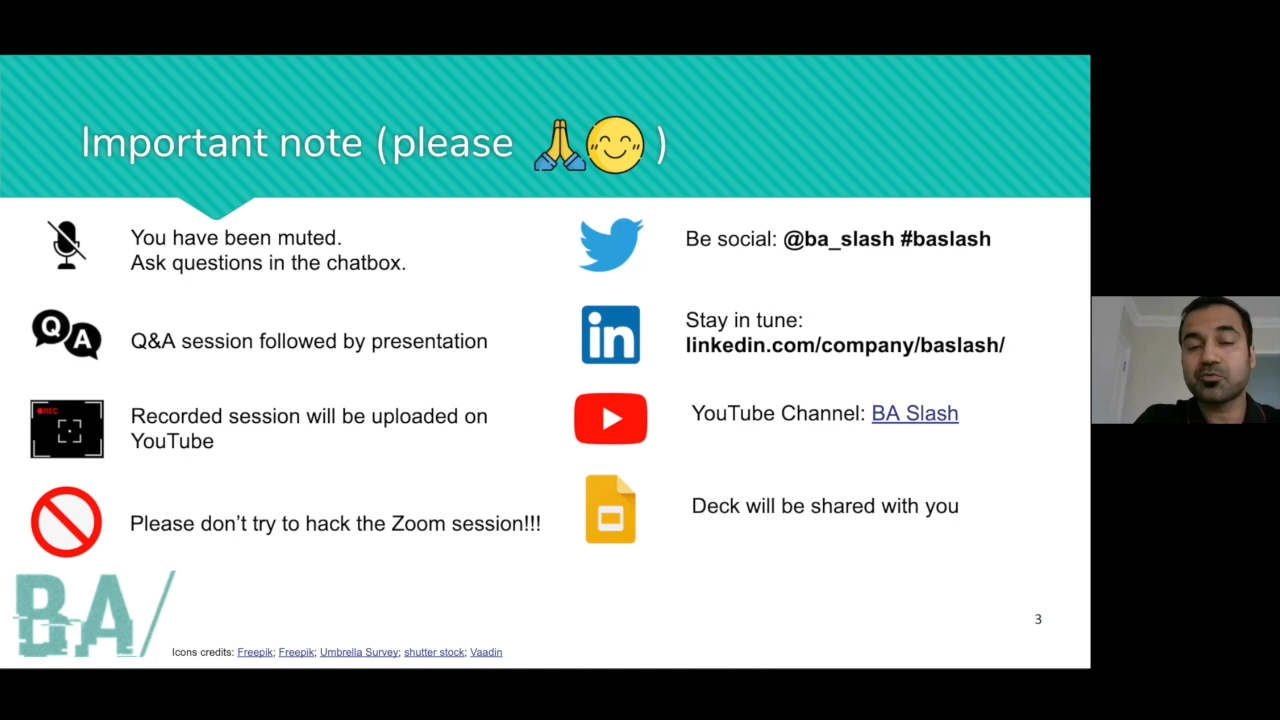 Important note (please )
You have been muted.
Ask questions in the chatbox.
Q A
Q&A session followed by presentation
REC
Recorded session will be uploaded on
YouTube
Please don't try to hack the Zoom session!!!
Be social: @ba_slash #baslash
in
Stay in tune:
linkedin.com/company/baslash/
YouTube Channel: BA Slash
Deck will be shared with you
BA/
3
Icons credits: Freepik; Freepik; Umbrella Survey; shutter stock; Vaadin